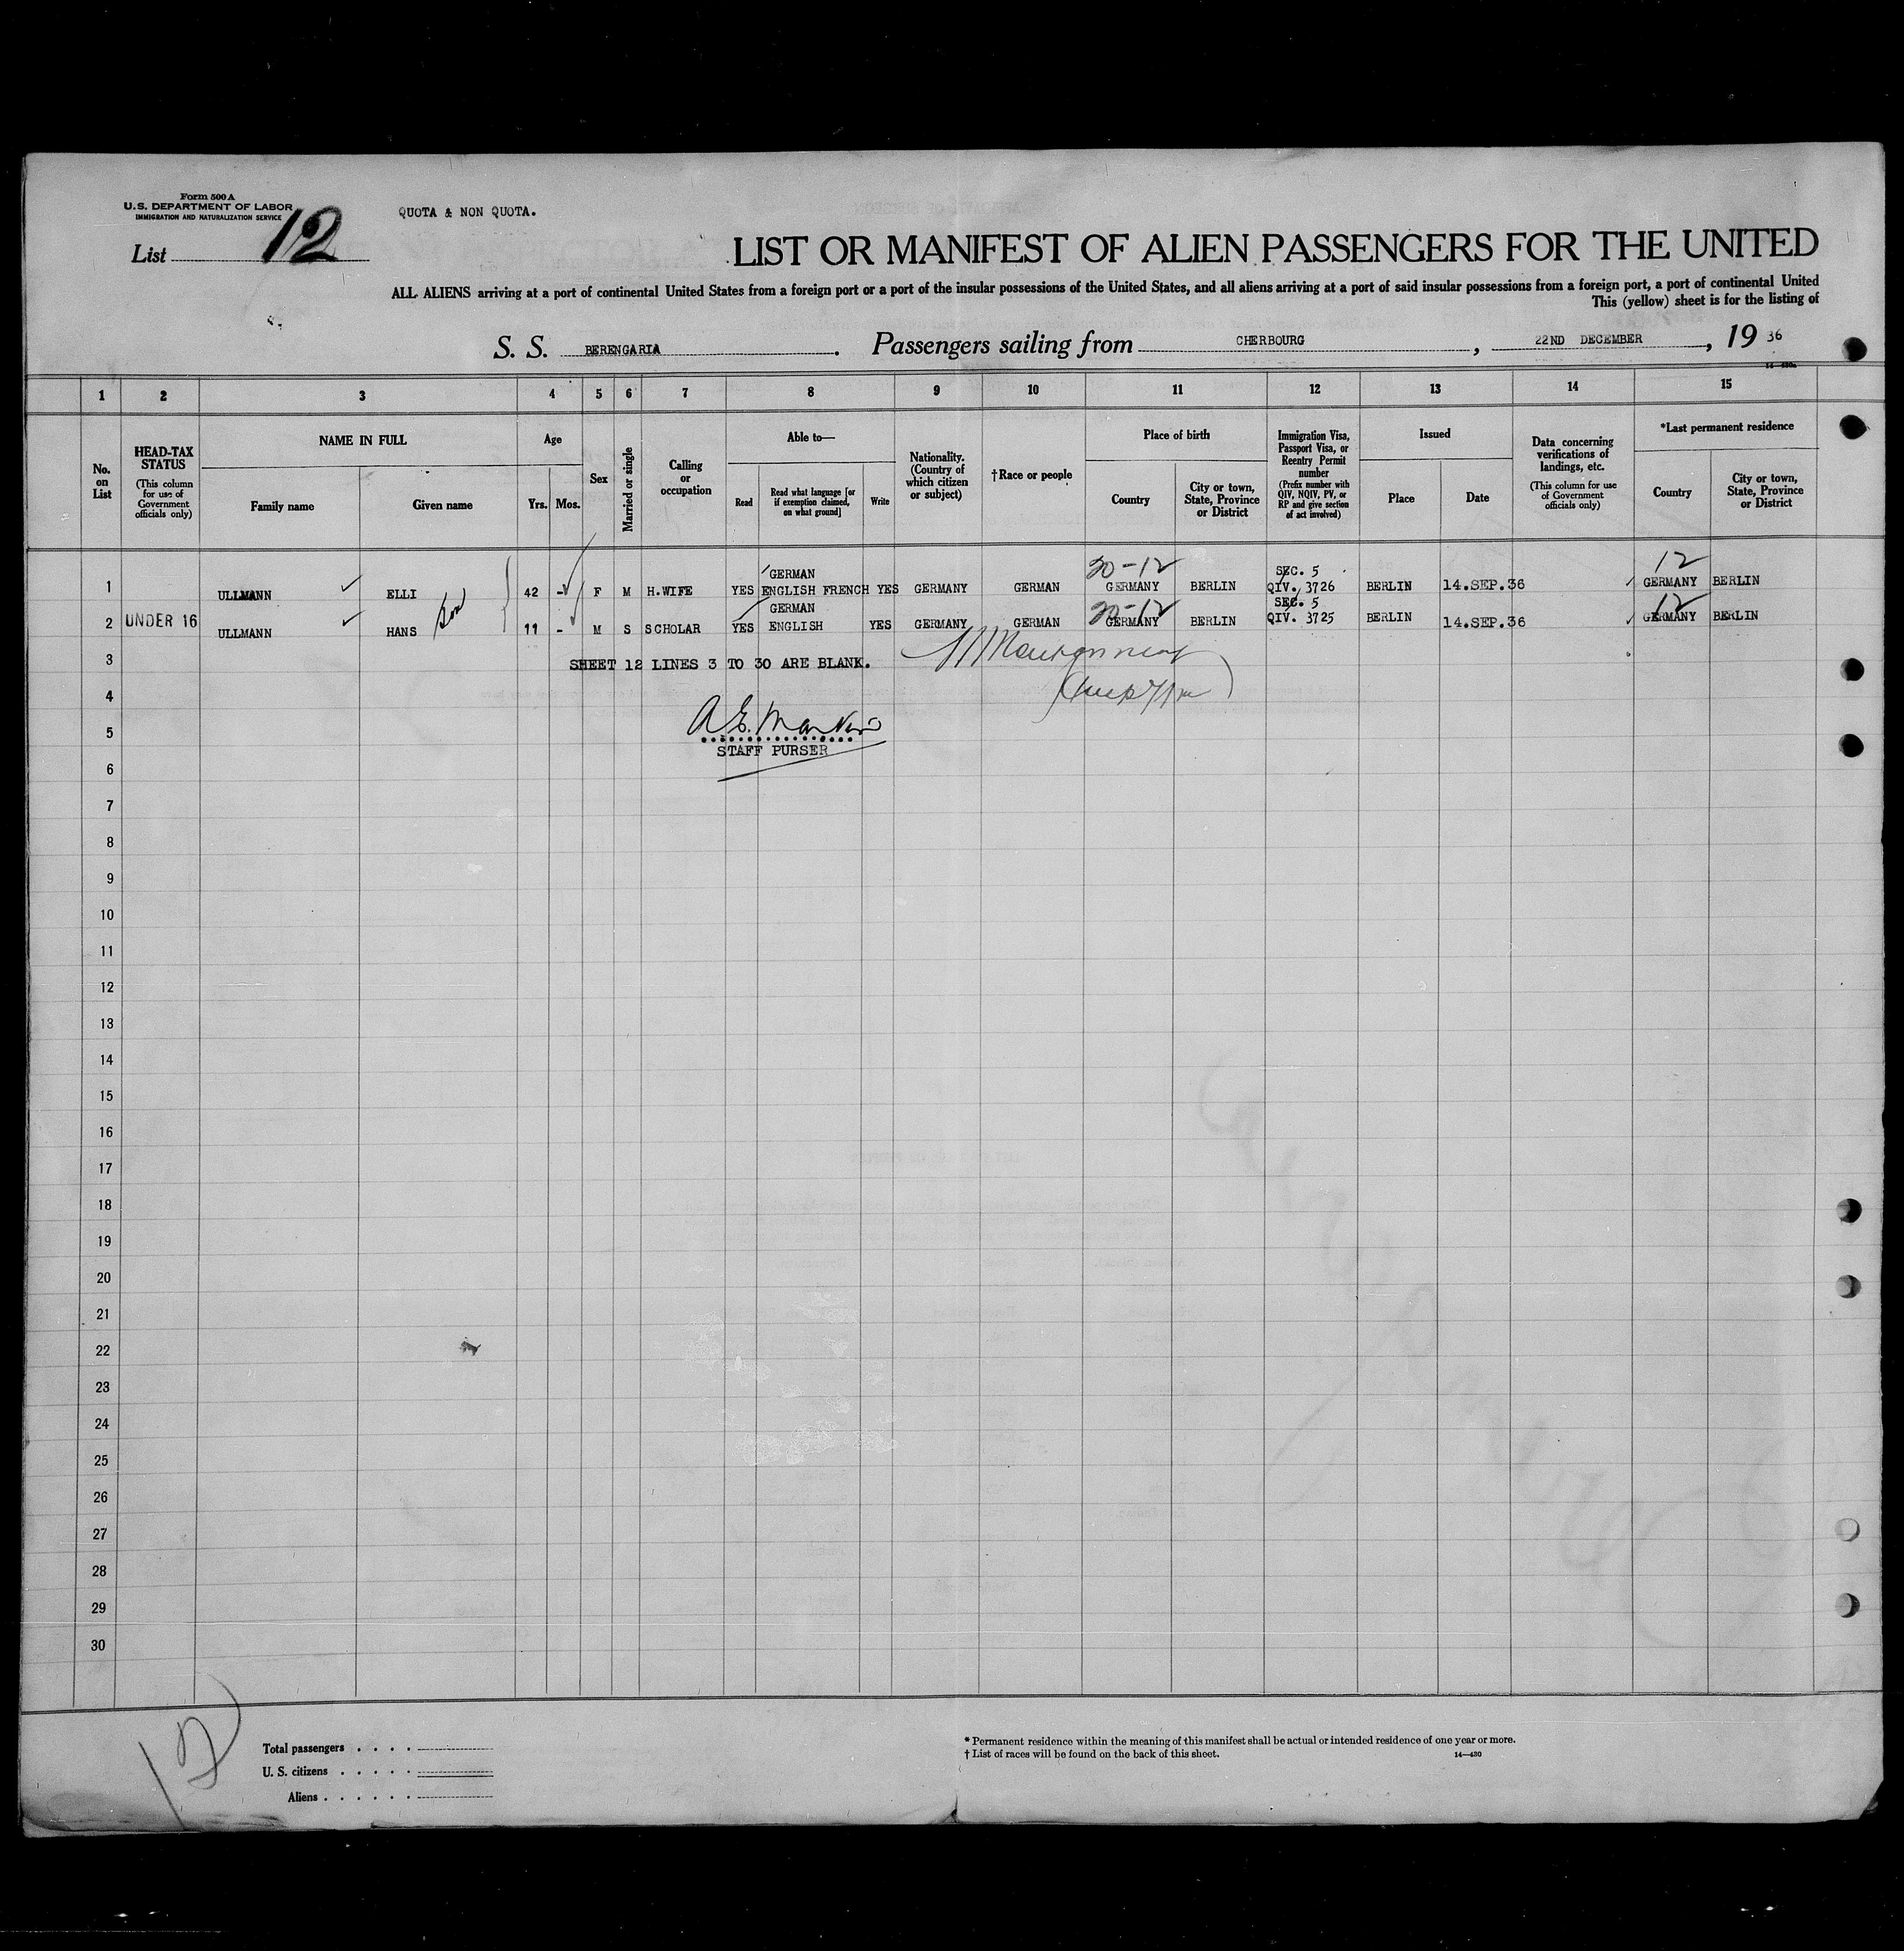 Form 500 A
U.S. DEPARTMENT OF LABOR
IMMIGRATION AND NATURALIZATION SERVICE
QUOTA & NON QUOTA.
List 12
LIST OR MANIFEST OF ALIEN PASSENGERS FOR THE UNITED
ALL ALIENS arriving at a port of continental United States from a foreign port or a port of the insular possessions of the United States, and all aliens arriving at a port of said insular possessions from a foreign port, a port of continental United
This (yellow) sheet is for the listing of
S. S. BERENGARIA. Passengers sailing from CHERBOURG, 22ND DECEMBER, 19 36
14—430a
1 2 3 4 5 6 7 8 9 10 11 12 13 14 15
No. on List
HEAD-TAX STATUS
(This column for use of Government officials only)
NAME IN FULL
Family name Given name
Age
Yrs. Mos.
Sex
Married or single
Calling or occupation
Able to—
Read
Read what language [or if exemption claimed, on what ground]
Write
Nationality. (Country of which citizen or subject)
†Race or people
Place of birth
Country
City or town, State, Province or District
Immigration Visa, Passport Visa, or Reentry Permit number
(Prefix number with QIV, NQIV, PV, or RP and give section of act involved)
Issued
Place Date
Data concerning verifications of landings, etc.
(This column for use of Government officials only)
*Last permanent residence
Country
City or town, State, Province or District
GERMAN 20-12 SEC. 5 12
1 ULLMANN ELLI 42 - F M H.WIFE YES ENGLISH FRENCH YES GERMANY GERMAN GERMANY BERLIN QIV. 3726 BERLIN 14.SEP.36 GERMANY BERLIN
GERMAN 20-12 SEC. 5 12
2 UNDER 16 ULLMANN HANS Son 11 - M S SCHOLAR YES ENGLISH YES GERMANY GERMAN GERMANY BERLIN QIV. 3725 BERLIN 14.SEP.36 GERMANY BERLIN
3 SHEET 12 LINES 3 TO 30 ARE BLANK.
4
5
STAFF PURSER
6
7
8
9
10
11
12
13
14
15
16
17
18
19
20
21
22
23
24
25
26
27
28
29
30
12
Total passengers
U. S. citizens
Aliens
* Permanent residence within the meaning of this manifest shall be actual or intended residence of one year or more.
† List of races will be found on the back of this sheet.
14—430